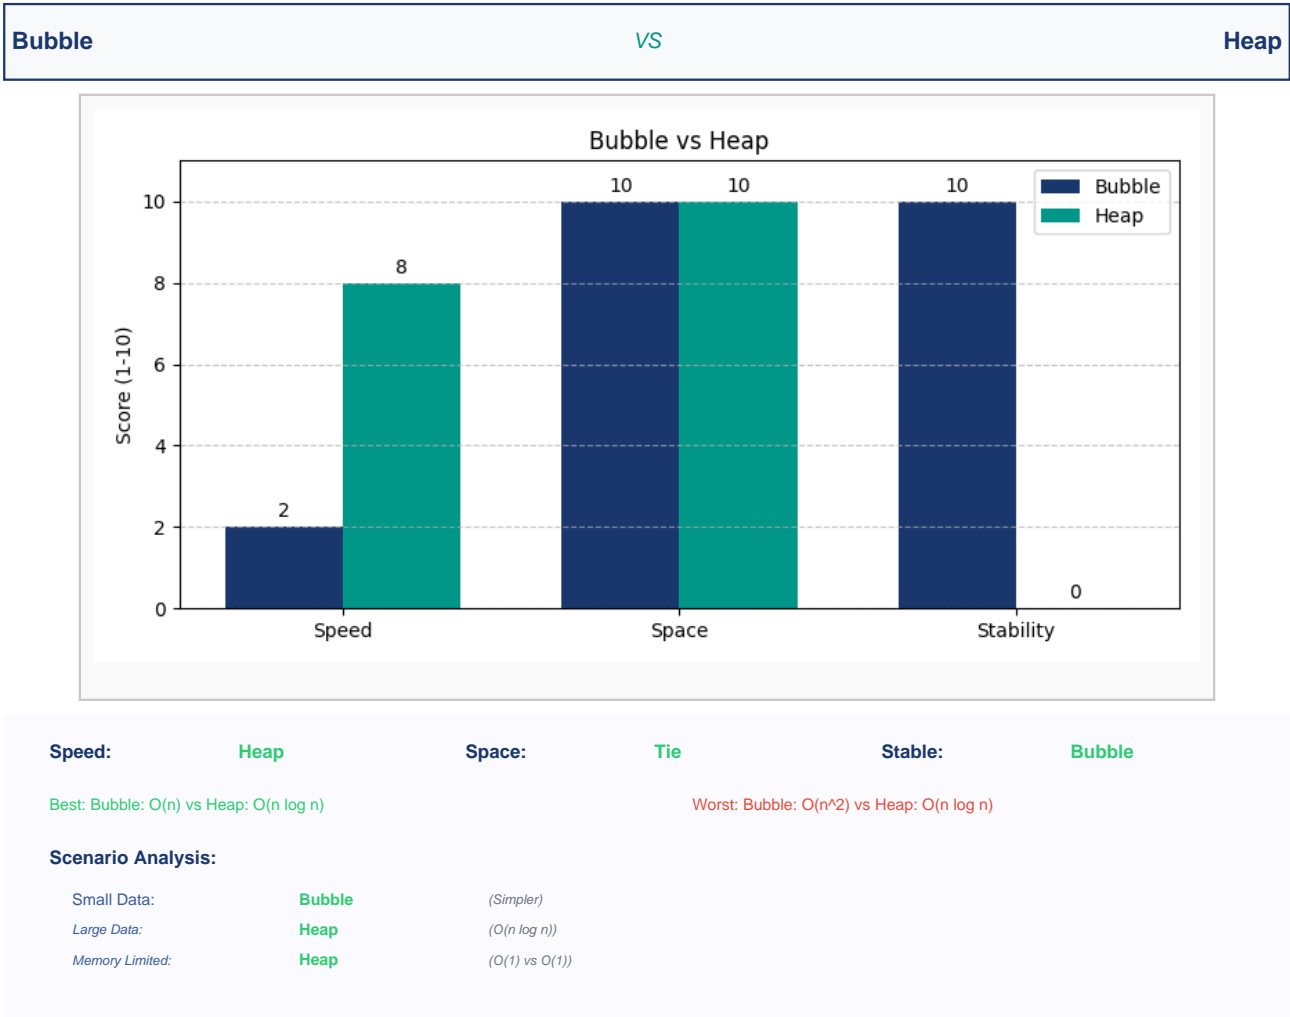 Bubble VS Heap
Bubble vs Heap
10 10 10
Bubble
Heap
8
2
0
Score (1-10)
10
8
6
4
2
0
Speed Space Stability
Speed: Heap Space: Tie Stable: Bubble
Best: Bubble: O(n) vs Heap: O(n log n) Worst: Bubble: O(n^2) vs Heap: O(n log n)
Scenario Analysis:
Small Data: Bubble (Simpler)
Large Data: Heap (O(n log n))
Memory Limited: Heap (O(1) vs O(1))